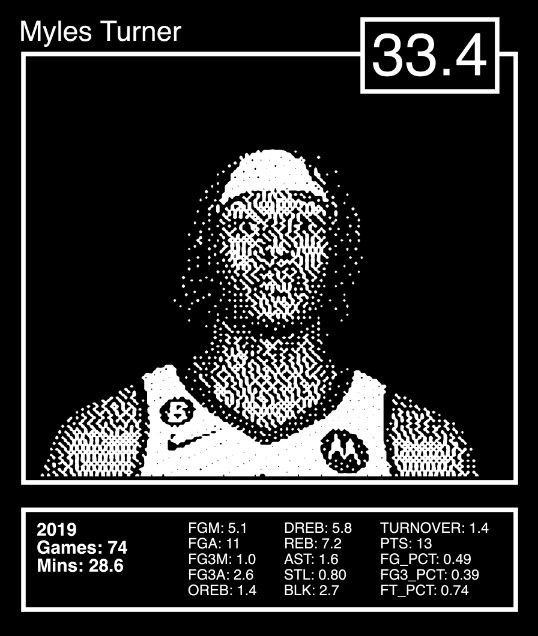 Myles Turner
33.4
2019
Games: 74
Mins: 28.6
FGM: 5.1
FGA: 11
FG3M: 1.0
FG3A: 2.6
OREB: 1.4
DREB: 5.8
REB: 7.2
AST: 1.6
STL: 0.80
BLK: 2.7
TURNOVER: 1.4
PTS: 13
FG_PCT: 0.49
FG3_PCT: 0.39
FT_PCT: 0.74